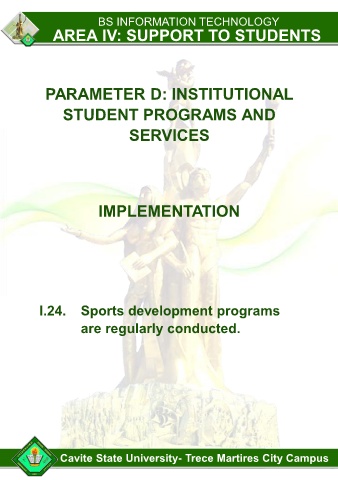 BS INFORMATION TECHNOLOGY
AREA IV: SUPPORT TO STUDENTS
PARAMETER D: INSTITUTIONAL
STUDENT PROGRAMS AND
SERVICES
IMPLEMENTATION
I.24. Sports development programs
are regularly conducted.
Cavite State University- Trece Martires City Campus